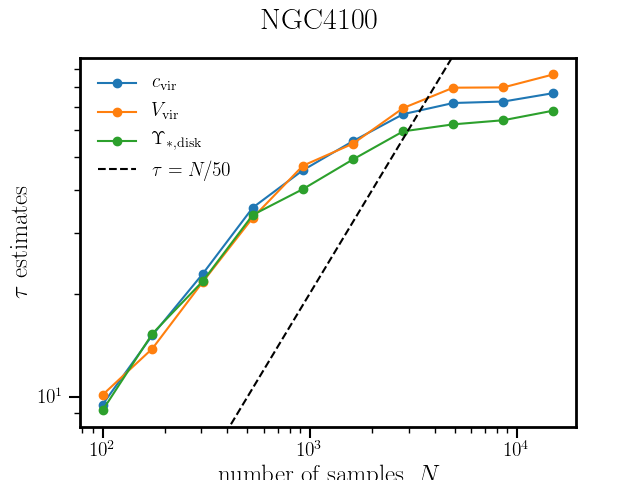 NGC4100
c_vir
V_vir
Υ_*,disk
τ = N/50
τ estimates
10^1
10^2 10^3 10^4
number of samples, N